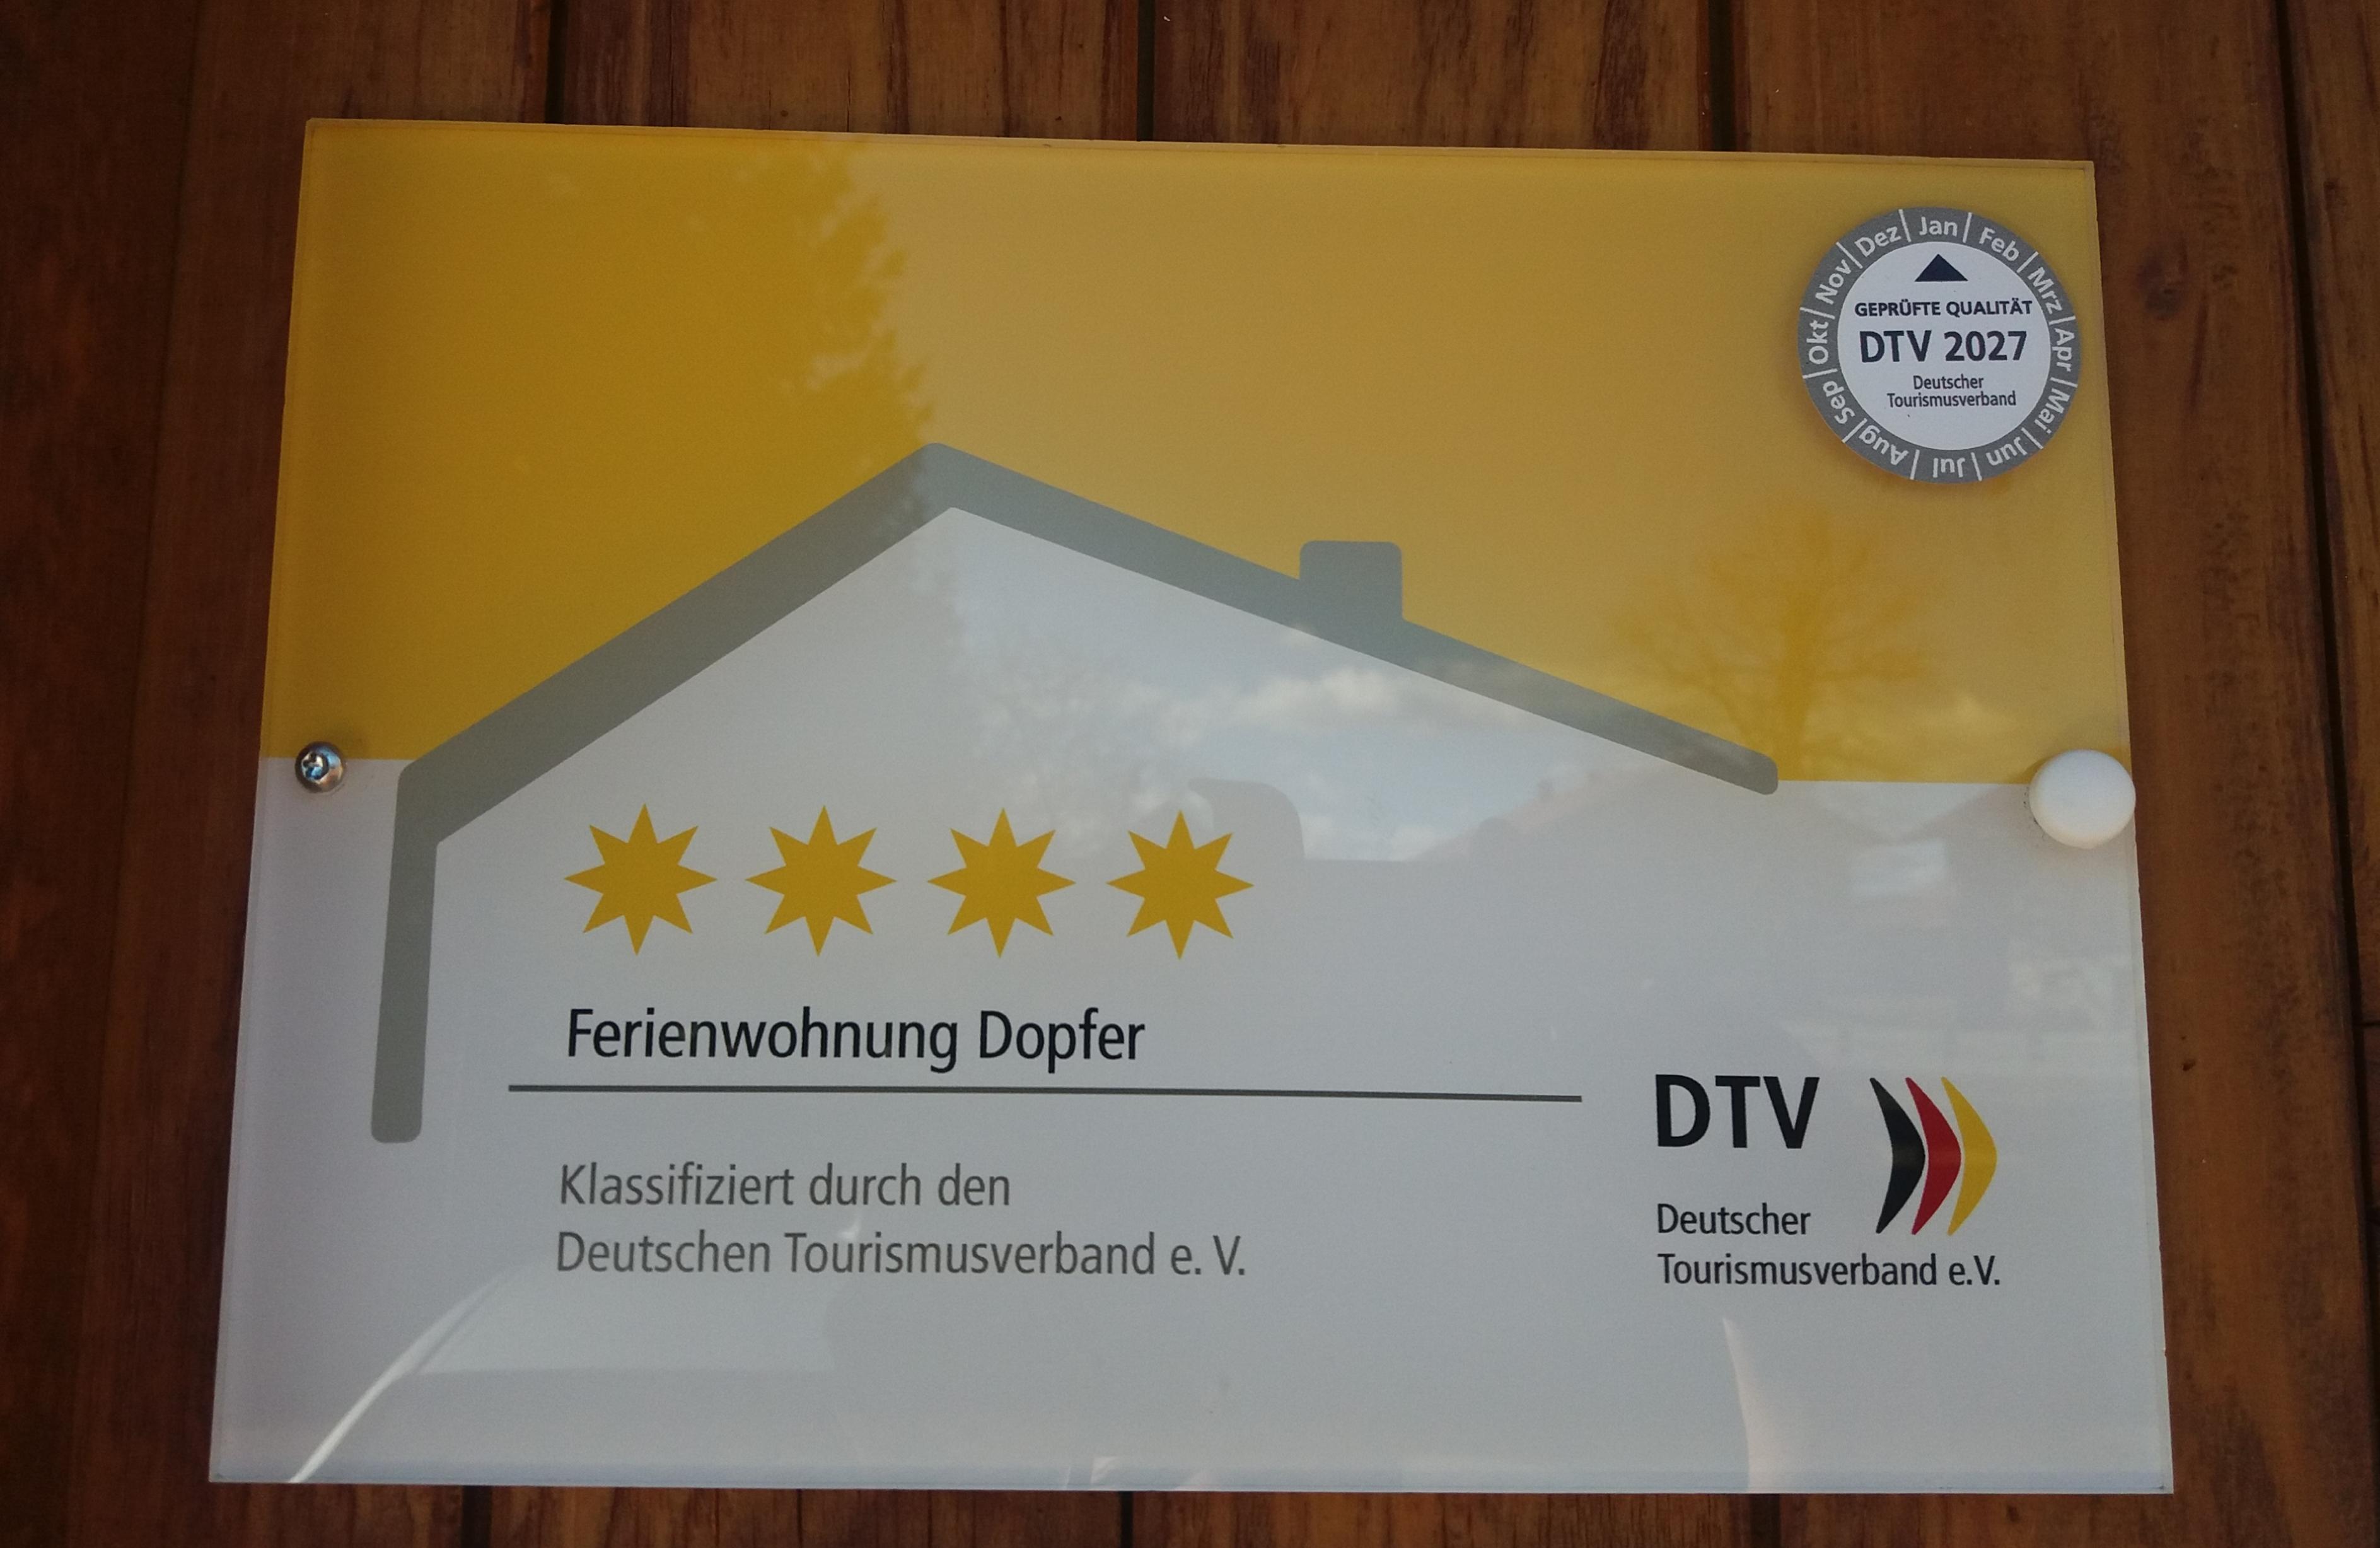 Jan | Feb | Mrz | Apr | Mai | Jun | Jul | Aug | Sep | Okt | Nov | Dez |
GEPRÜFTE QUALITÄT
DTV 2027
Deutscher
Tourismusverband
Ferienwohnung Dopfer
Klassifiziert durch den
Deutschen Tourismusverband e. V.
DTV
Deutscher
Tourismusverband e.V.